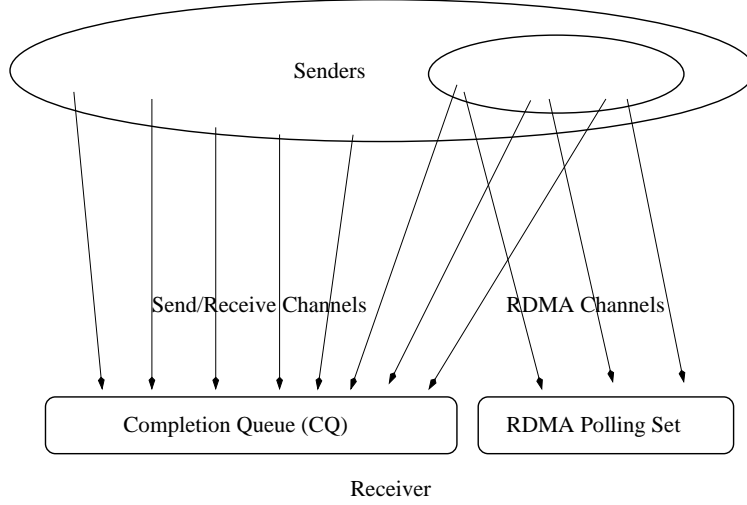 Senders
Send/Receive Channels
RDMA Channels
Completion Queue (CQ)
RDMA Polling Set
Receiver